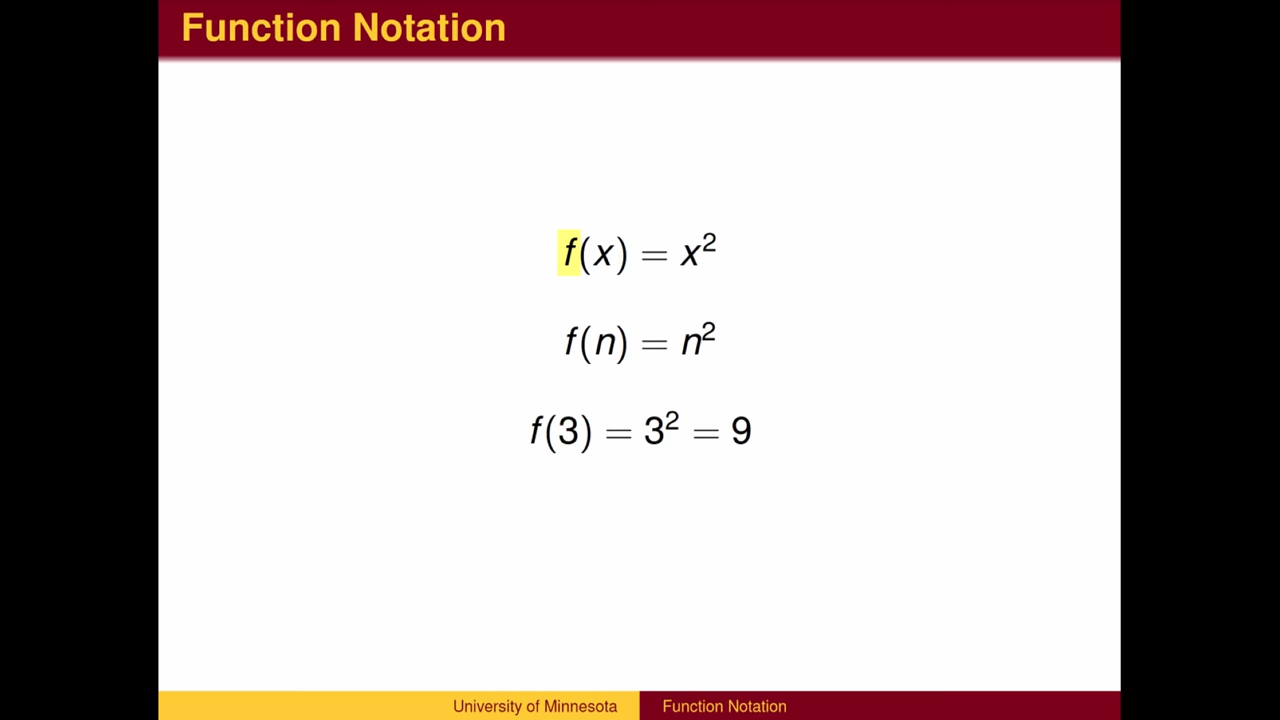 Function Notation
f(x) = x²
f(n) = n²
f(3) = 3² = 9
University of Minnesota
Function Notation